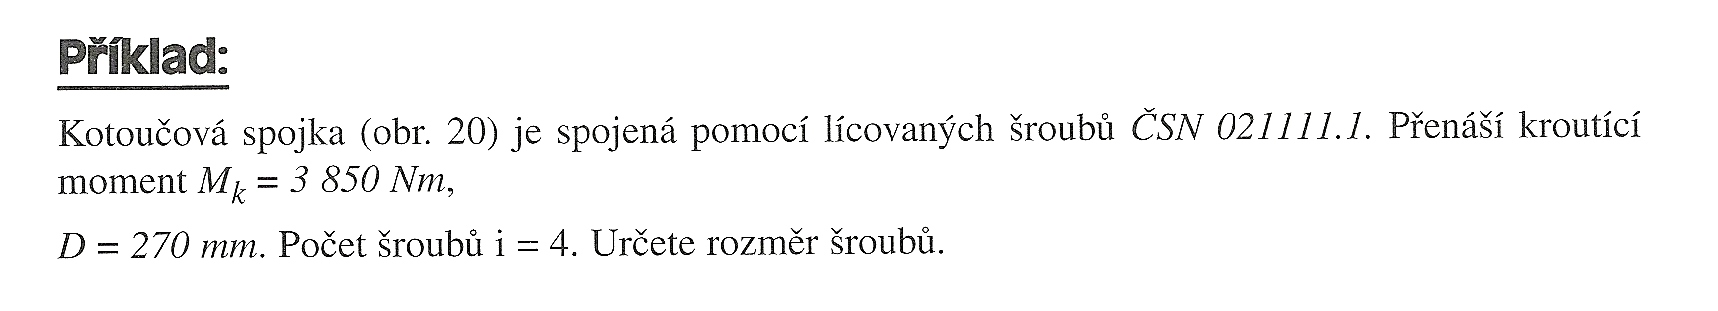 Příklad:
Kotoučová spojka (obr. 20) je spojená pomocí lícovaných šroubů ČSN 021111.1. Přenáší kroutící
moment Mk = 3 850 Nm,
D = 270 mm. Počet šroubů i = 4. Určete rozměr šroubů.